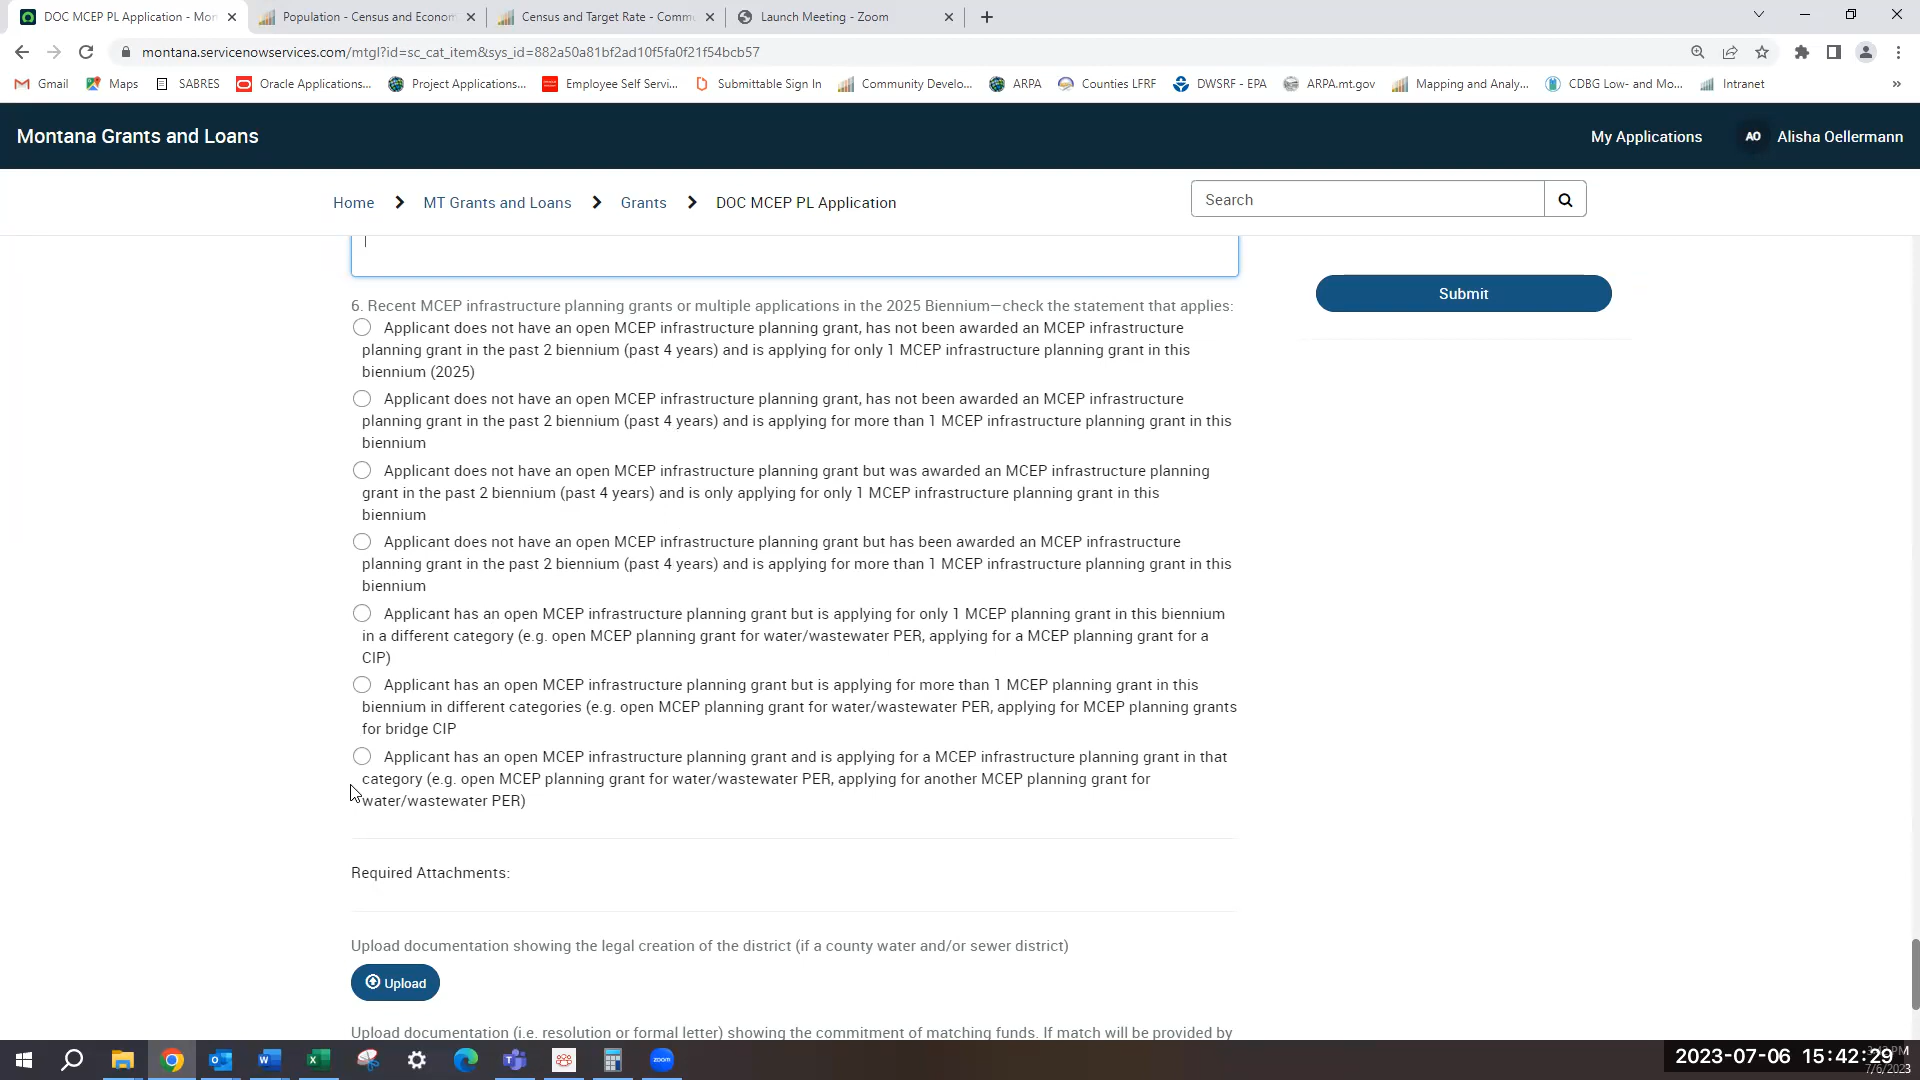 DOC MCEP PL Application - Mon
Population - Census and Econom
Census and Target Rate - Commu
Launch Meeting - Zoom
montana.servicenowservices.com/mtgl?id=sc_cat_item&sys_id=882a50a81bf2ad10f5fa0f21f54bcb57
Gmail
Maps
SABRES
Oracle Applications...
Project Applications...
Employee Self Servi...
Submittable Sign In
Community Develo...
ARPA
Counties LFRF
DWSRF - EPA
ARPA.mt.gov
Mapping and Analy...
CDBG Low- and Mo...
Intranet
»
Montana Grants and Loans
My Applications
AO
Alisha Oellermann
Home
MT Grants and Loans
Grants
DOC MCEP PL Application
Search
Submit
6. Recent MCEP infrastructure planning grants or multiple applications in the 2025 Biennium—check the statement that applies:
Applicant does not have an open MCEP infrastructure planning grant, has not been awarded an MCEP infrastructure
planning grant in the past 2 biennium (past 4 years) and is applying for only 1 MCEP infrastructure planning grant in this
biennium (2025)
Applicant does not have an open MCEP infrastructure planning grant, has not been awarded an MCEP infrastructure
planning grant in the past 2 biennium (past 4 years) and is applying for more than 1 MCEP infrastructure planning grant in this
biennium
Applicant does not have an open MCEP infrastructure planning grant but was awarded an MCEP infrastructure planning
grant in the past 2 biennium (past 4 years) and is only applying for only 1 MCEP infrastructure planning grant in this
biennium
Applicant does not have an open MCEP infrastructure planning grant but has been awarded an MCEP infrastructure
planning grant in the past 2 biennium (past 4 years) and is applying for more than 1 MCEP infrastructure planning grant in this
biennium
Applicant has an open MCEP infrastructure planning grant but is applying for only 1 MCEP planning grant in this biennium
in a different category (e.g. open MCEP planning grant for water/wastewater PER, applying for a MCEP planning grant for a
CIP)
Applicant has an open MCEP infrastructure planning grant but is applying for more than 1 MCEP planning grant in this
biennium in different categories (e.g. open MCEP planning grant for water/wastewater PER, applying for MCEP planning grants
for bridge CIP
Applicant has an open MCEP infrastructure planning grant and is applying for a MCEP infrastructure planning grant in that
category (e.g. open MCEP planning grant for water/wastewater PER, applying for another MCEP planning grant for
water/wastewater PER)
Required Attachments:
Upload documentation showing the legal creation of the district (if a county water and/or sewer district)
Upload
Upload documentation (i.e. resolution or formal letter) showing the commitment of matching funds. If match will be provided by
zoom
2023-07-06 15:42:29
7/6/2023